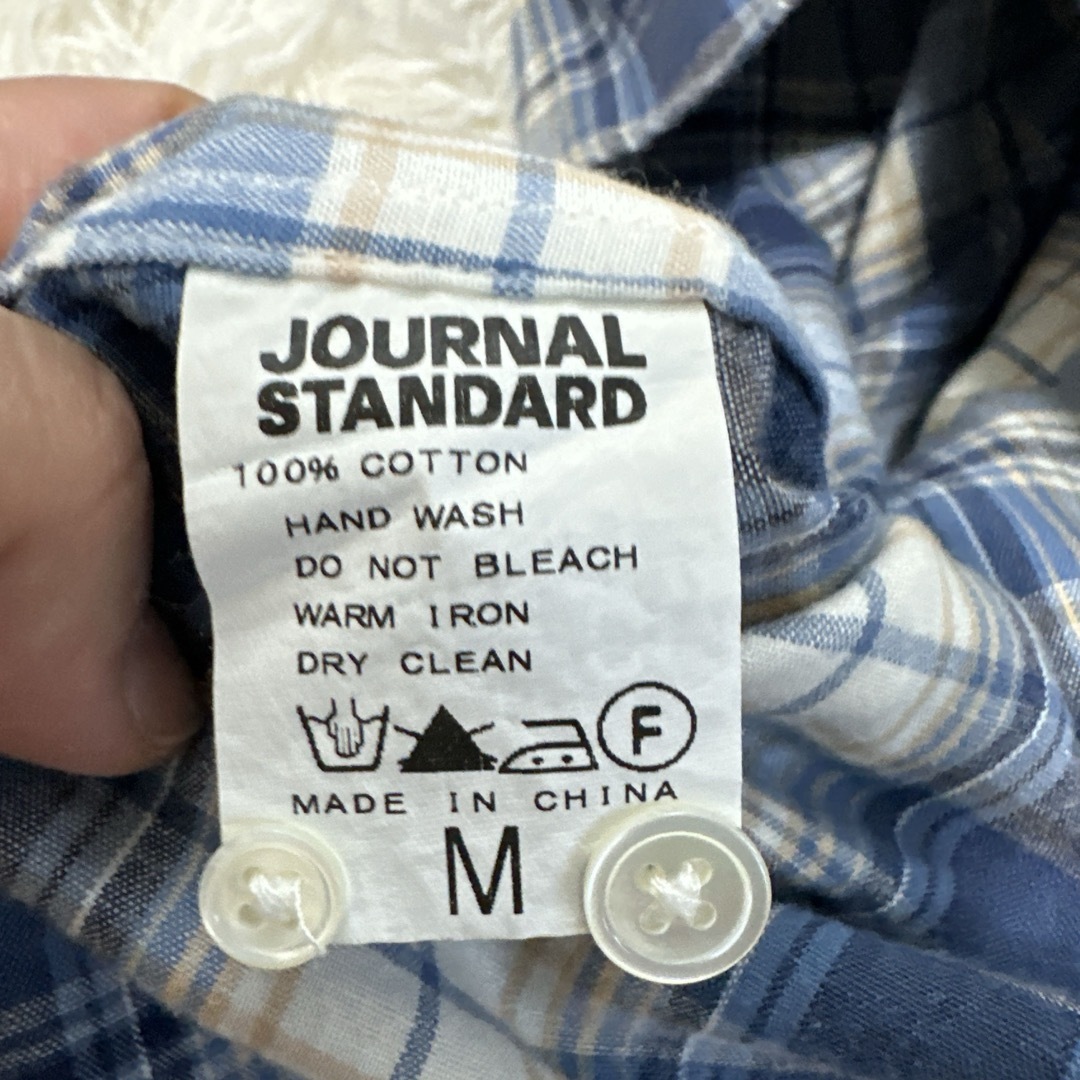 JOURNAL
STANDARD
100% COTTON
HAND WASH
DO NOT BLEACH
WARM IRON
DRY CLEAN
F
MADE IN CHINA
M